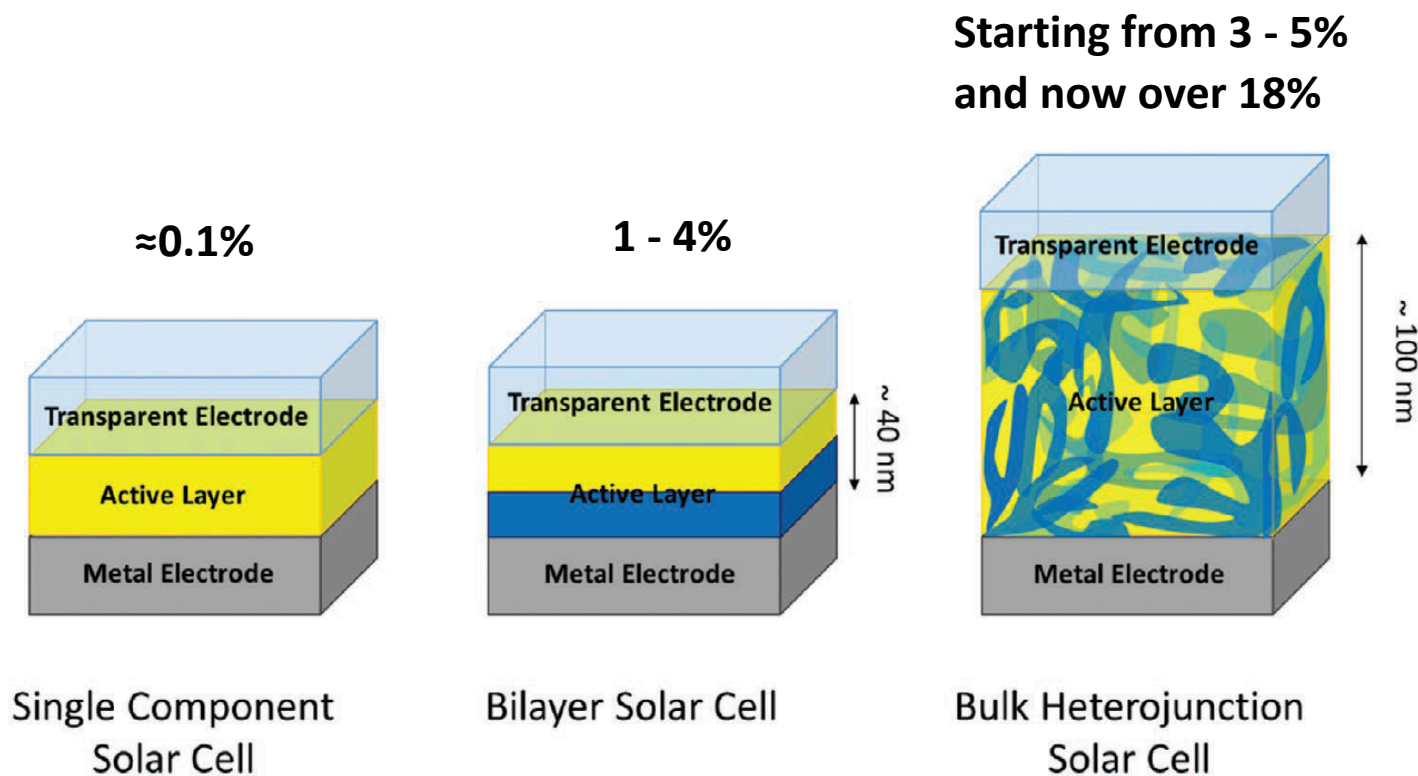 Starting from 3 - 5%
and now over 18%
≈0.1%
1 - 4%
Transparent Electrode
Active Layer
Metal Electrode
Transparent Electrode
Active Layer
Metal Electrode
~ 40 nm
Transparent Electrode
Active Layer
Metal Electrode
~ 100 nm
Single Component
Solar Cell
Bilayer Solar Cell
Bulk Heterojunction
Solar Cell